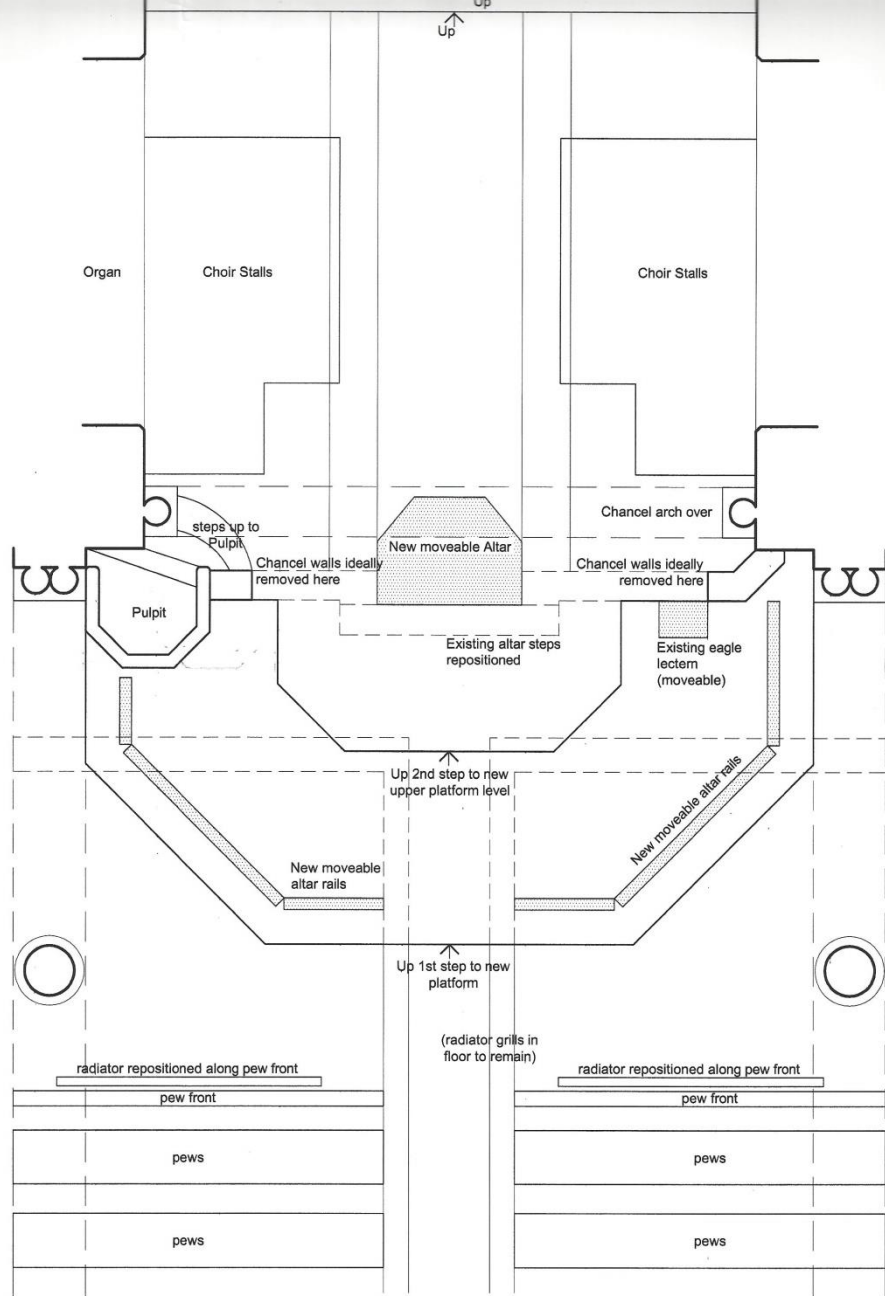 Up
Up
Organ
Choir Stalls
Choir Stalls
Chancel arch over
steps up to
Pulpit
New moveable Altar
Chancel walls ideally
removed here
Chancel walls ideally
removed here
Pulpit
Existing altar steps
repositioned
Existing eagle
lectern
(moveable)
Up 2nd step to new
upper platform level
New moveable altar rails
New moveable
altar rails
Up 1st step to new
platform
(radiator grills in
floor to remain)
radiator repositioned along pew front
radiator repositioned along pew front
pew front
pew front
pews
pews
pews
pews